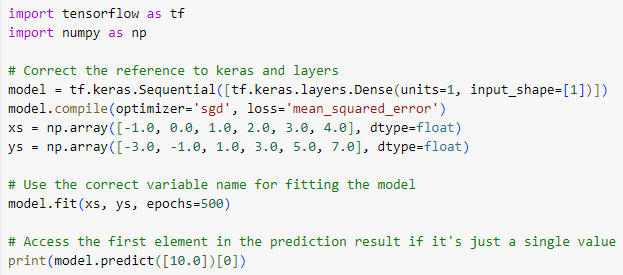 import tensorflow as tf
import numpy as np
# Correct the reference to keras and layers
model = tf.keras.Sequential([tf.keras.layers.Dense(units=1, input_shape=[1])])
model.compile(optimizer='sgd', loss='mean_squared_error')
xs = np.array([-1.0, 0.0, 1.0, 2.0, 3.0, 4.0], dtype=float)
ys = np.array([-3.0, -1.0, 1.0, 3.0, 5.0, 7.0], dtype=float)
# Use the correct variable name for fitting the model
model.fit(xs, ys, epochs=500)
# Access the first element in the prediction result if it's just a single value
print(model.predict([10.0])[0])